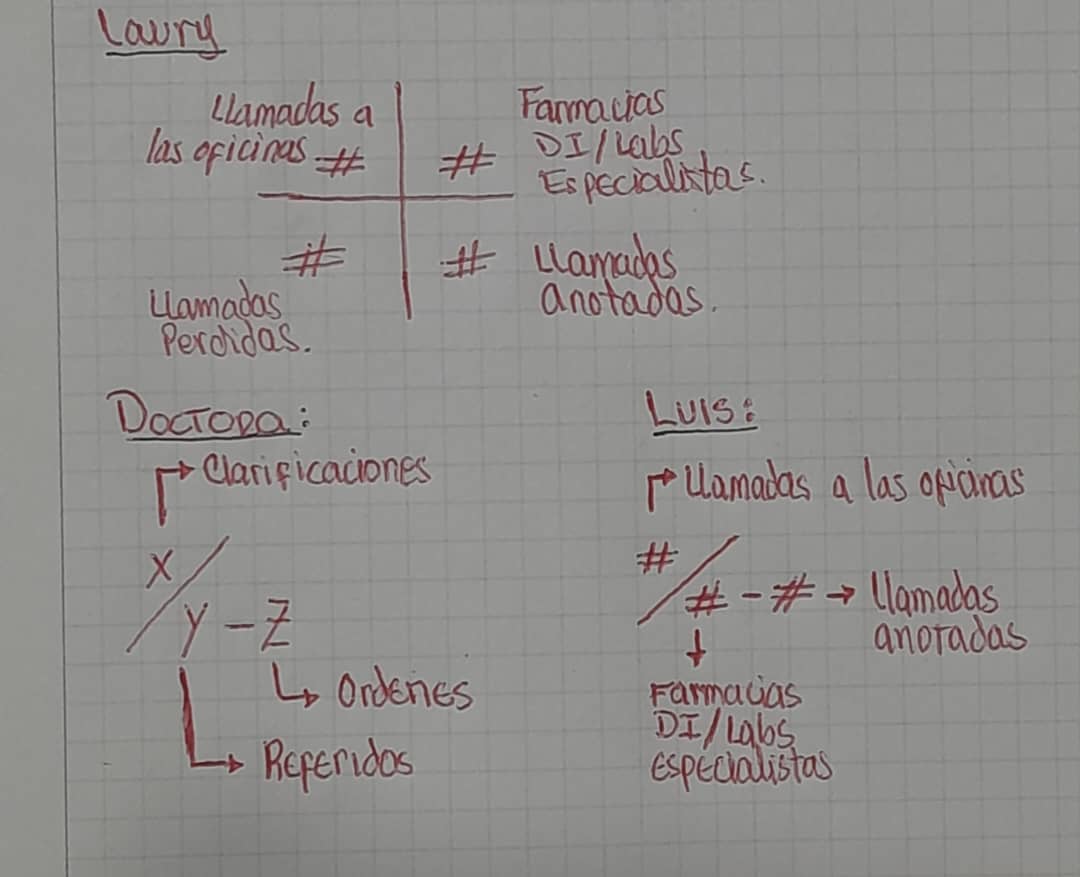 Laury
Llamadas a
las oficinas #
# Farmacias
DI/Labs
Especialistas.
#
Llamadas
Perdidas.
# Llamadas
anotadas.
Doctora:
→ Clarificaciones
X/Y-Z
↳ Ordenes
→ Referidos
Luis:
→ Llamadas a las oficinas
#/#-# → Llamadas
anotadas
↓
Farmacias
DI/Labs
especialistas